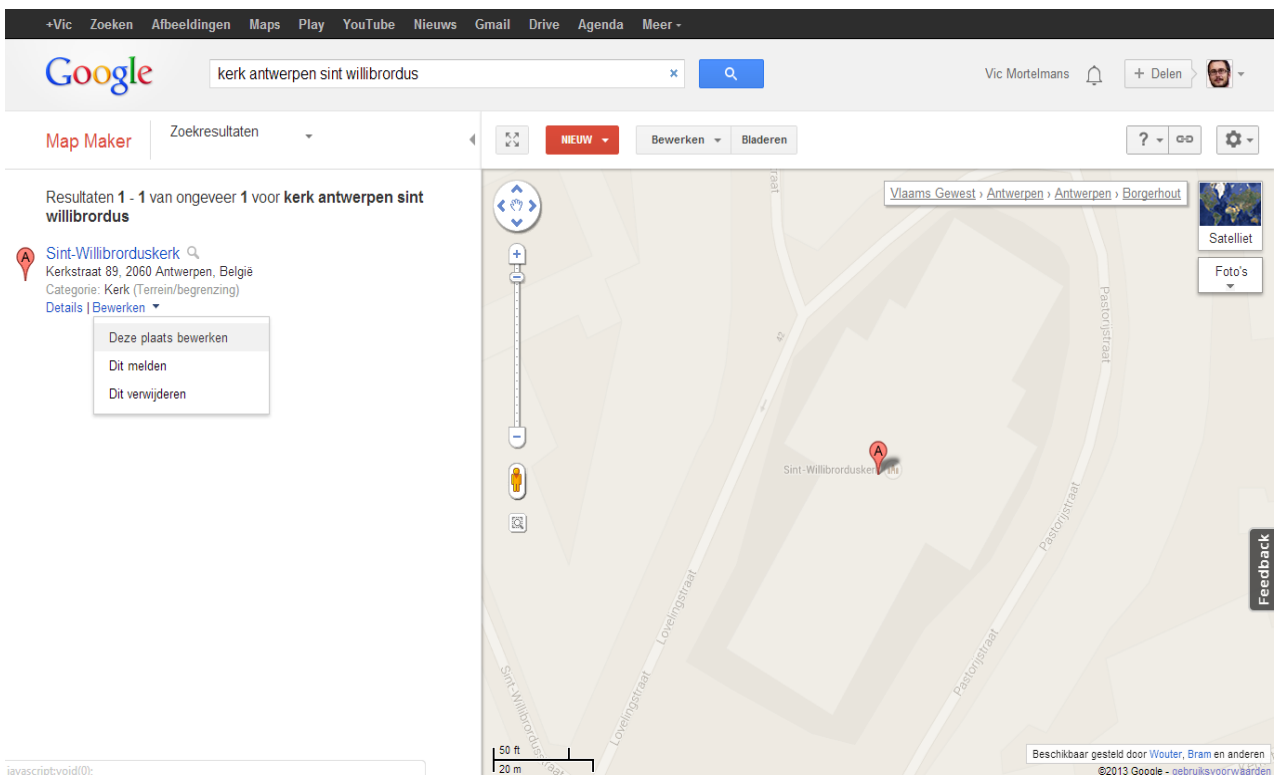 +Vic Zoeken Afbeeldingen Maps Play YouTube Nieuws Gmail Drive Agenda Meer
Google
kerk antwerpen sint willibrordus ×
Vic Mortelmans
+ Delen
Map Maker
Zoekresultaten
NIEUW
Bewerken
Bladeren
?
Resultaten 1 - 1 van ongeveer 1 voor kerk antwerpen sint
willibrordus
A
Sint-Willibrorduskerk
Kerkstraat 89, 2060 Antwerpen, België
Categorie: Kerk (Terrein/begrenzing)
Details | Bewerken
Deze plaats bewerken
Dit melden
Dit verwijderen
Vlaams Gewest › Antwerpen › Antwerpen › Borgerhout
Satelliet
Foto's
Pastorijstraat
42
A
Sint-Willibrordusker
Pastorijstraat
Lovelingstraat
Pastorijstraat
Lovelingstraat
Feedback
50 ft
20 m
Beschikbaar gesteld door Wouter, Bram en anderen
©2013 Google - gebruiksvoorwaarden
javascript:void(0);